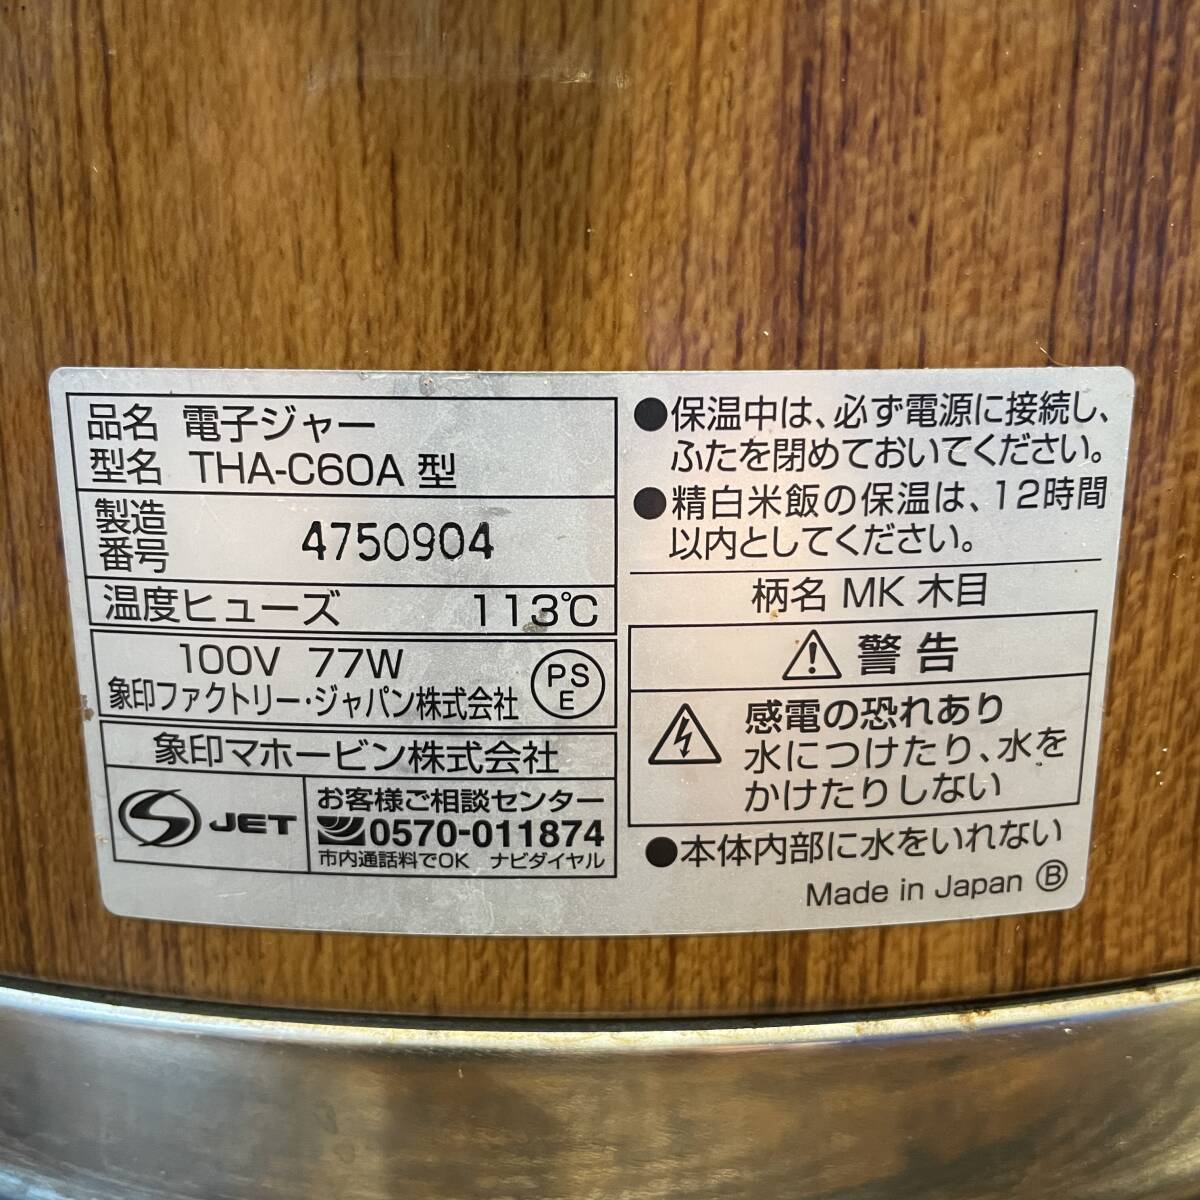 品名 電子ジャー
型名 THA-C60A 型
製造番号 4750904
温度ヒューズ 113℃
100V 77W
象印ファクトリー・ジャパン株式会社
PS
E
象印マホービン株式会社
JET
お客様ご相談センター
0570-011874
市内通話料でOK ナビダイヤル
●保温中は、必ず電源に接続し、
ふたを閉めておいてください。
●精白米飯の保温は、12時間
以内としてください。
柄名 MK 木目
警告
感電の恐れあり
水につけたり、水を
かけたりしない
●本体内部に水をいれない
Made in Japan Ⓑ